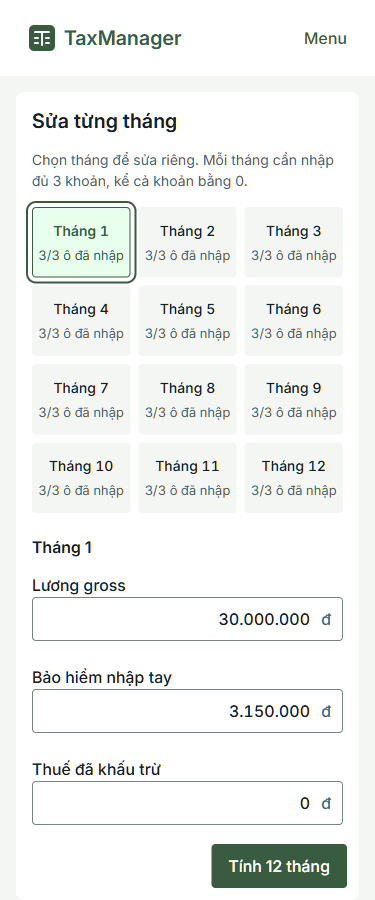 TaxManager
Menu
Sửa từng tháng
Chọn tháng để sửa riêng. Mỗi tháng cần nhập
đủ 3 khoản, kể cả khoản bằng 0.
Tháng 1
3/3 ô đã nhập
Tháng 2
3/3 ô đã nhập
Tháng 3
3/3 ô đã nhập
Tháng 4
3/3 ô đã nhập
Tháng 5
3/3 ô đã nhập
Tháng 6
3/3 ô đã nhập
Tháng 7
3/3 ô đã nhập
Tháng 8
3/3 ô đã nhập
Tháng 9
3/3 ô đã nhập
Tháng 10
3/3 ô đã nhập
Tháng 11
3/3 ô đã nhập
Tháng 12
3/3 ô đã nhập
Tháng 1
Lương gross
30.000.000 đ
Bảo hiểm nhập tay
3.150.000 đ
Thuế đã khấu trừ
0 đ
Tính 12 tháng